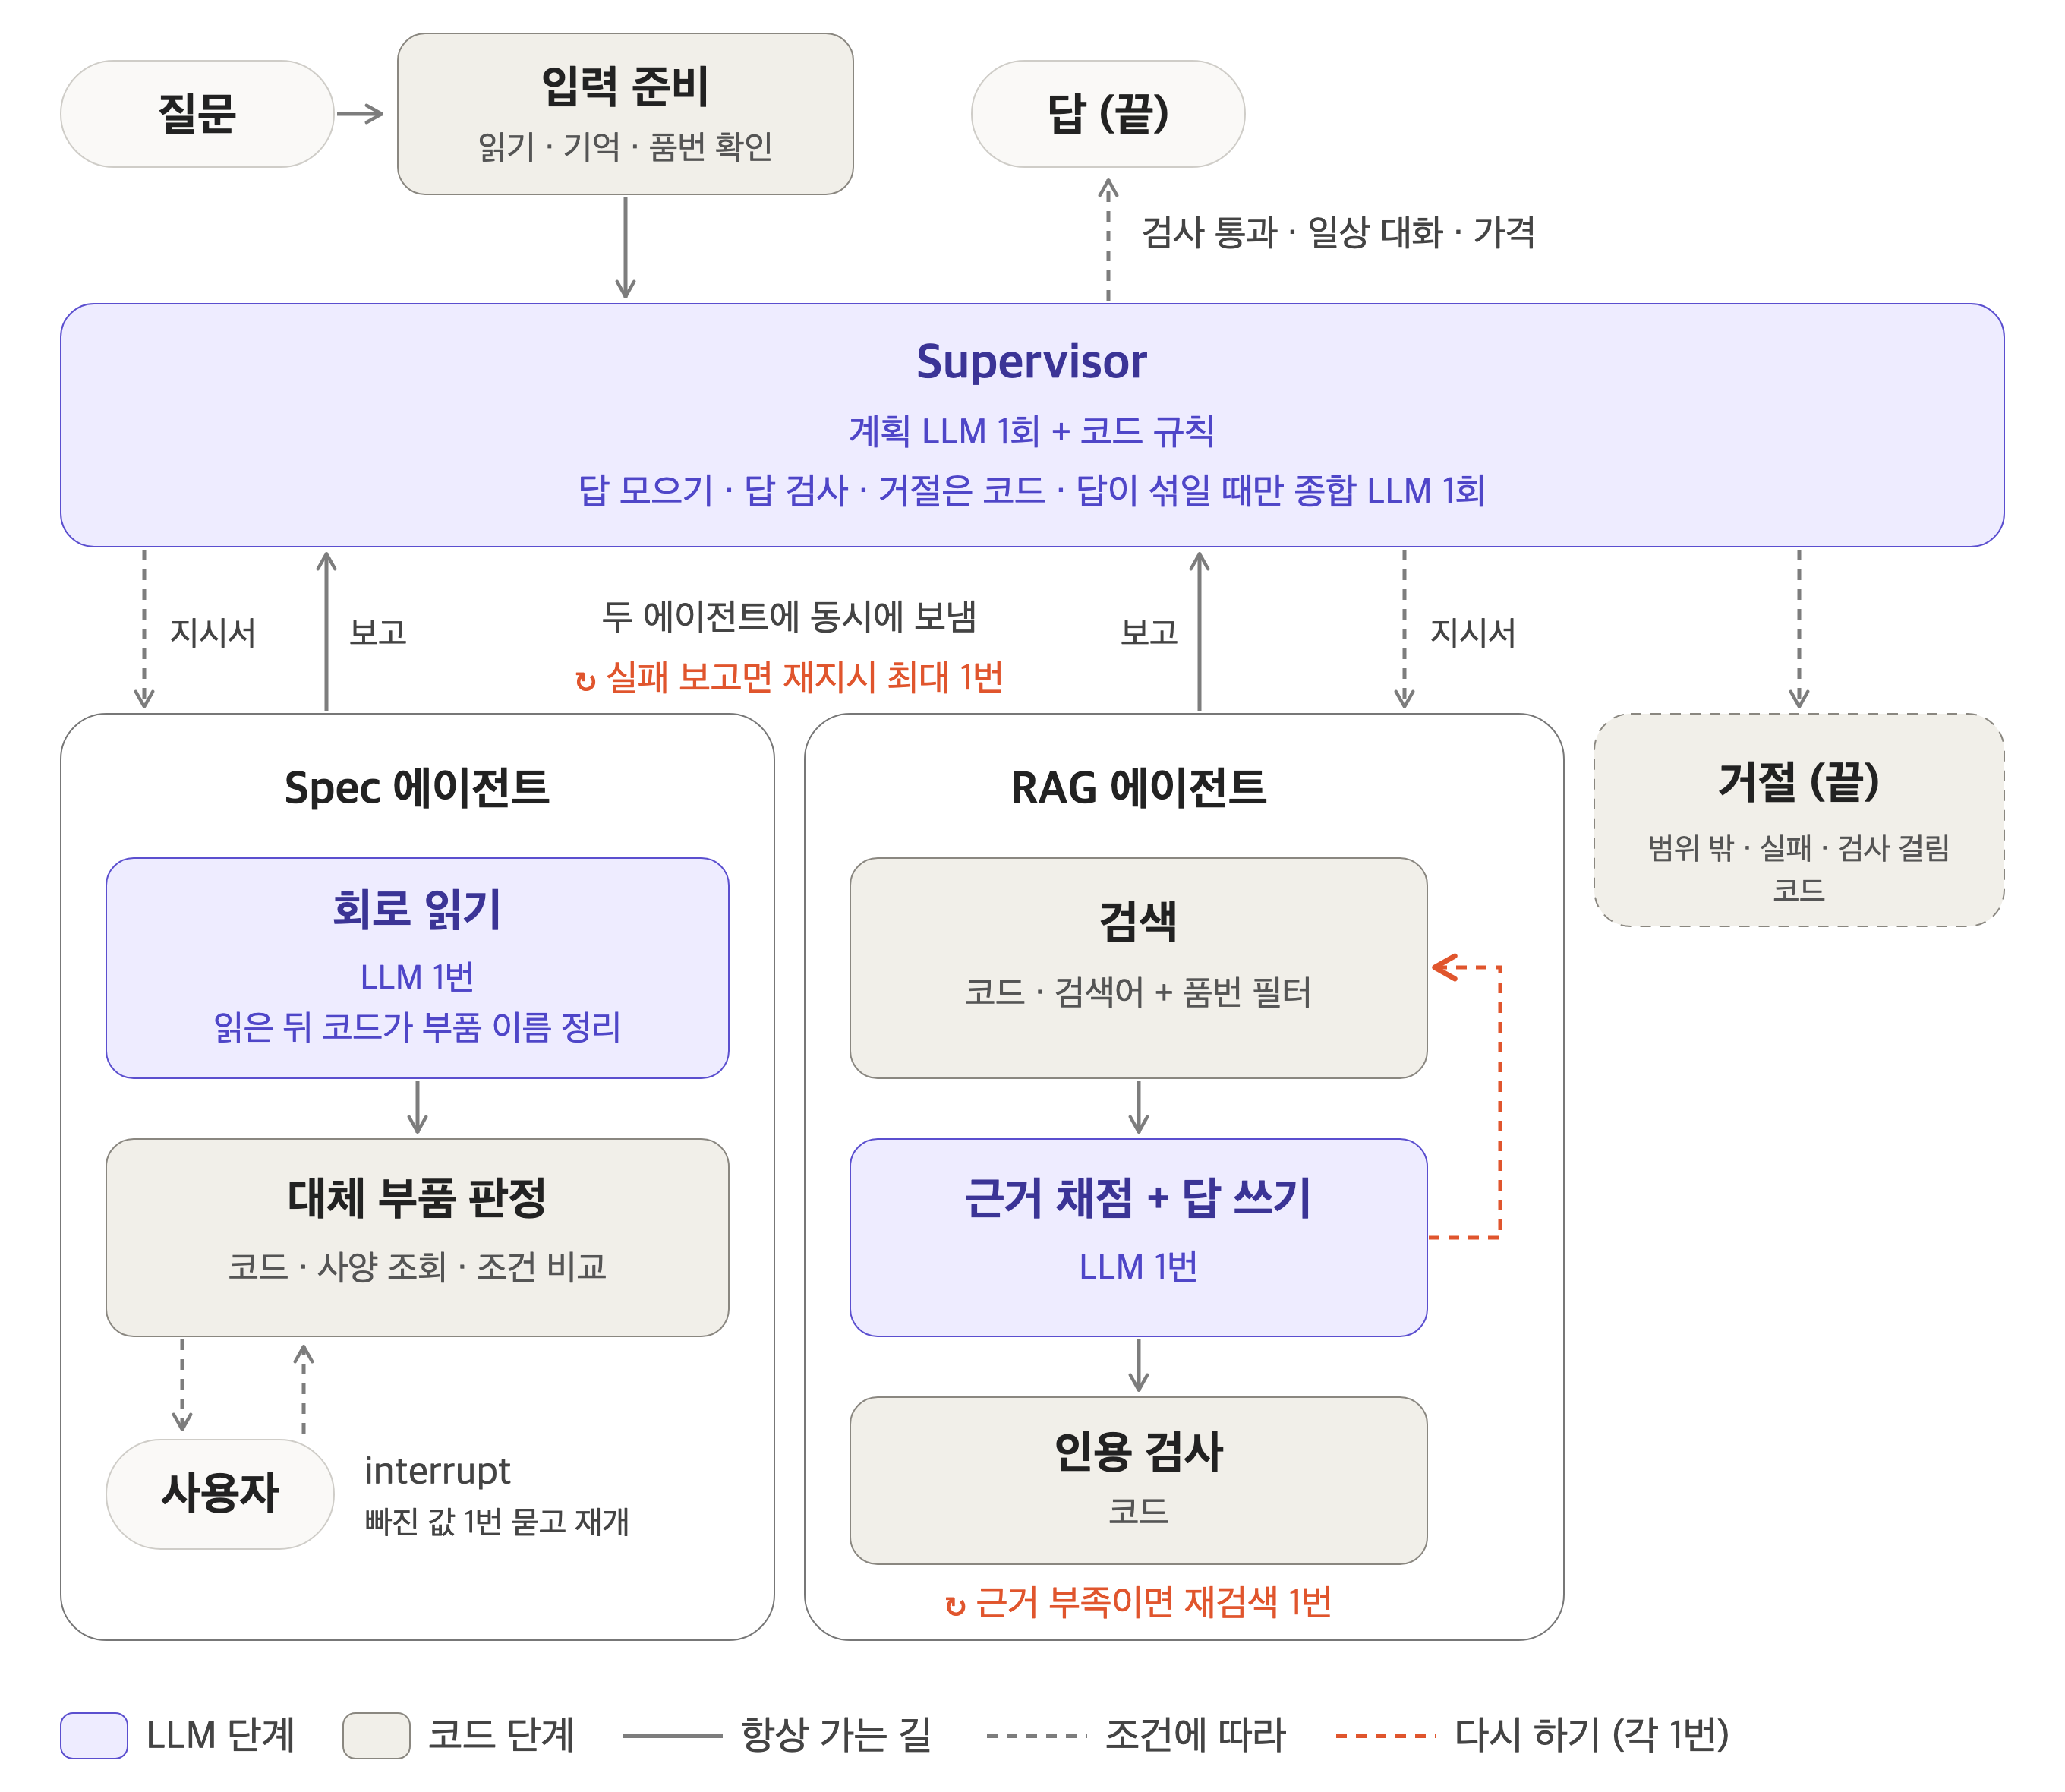 질문
입력 준비
읽기 · 기억 · 품번 확인
답 (끝)
검사 통과 · 일상 대화 · 가격
Supervisor
계획 LLM 1회 + 코드 규칙
답 모으기 · 답 검사 · 거절은 코드 · 답이 섞일 때만 종합 LLM 1회
지시서
보고
두 에이전트에 동시에 보냄
↻ 실패 보고면 재지시 최대 1번
보고
지시서
Spec 에이전트
회로 읽기
LLM 1번
읽은 뒤 코드가 부품 이름 정리
대체 부품 판정
코드 · 사양 조회 · 조건 비교
사용자
interrupt
빠진 값 1번 묻고 재개
RAG 에이전트
검색
코드 · 검색어 + 품번 필터
근거 채점 + 답 쓰기
LLM 1번
인용 검사
코드
↻ 근거 부족이면 재검색 1번
거절 (끝)
범위 밖 · 실패 · 검사 걸림
코드
LLM 단계
코드 단계
항상 가는 길
조건에 따라
다시 하기 (각 1번)